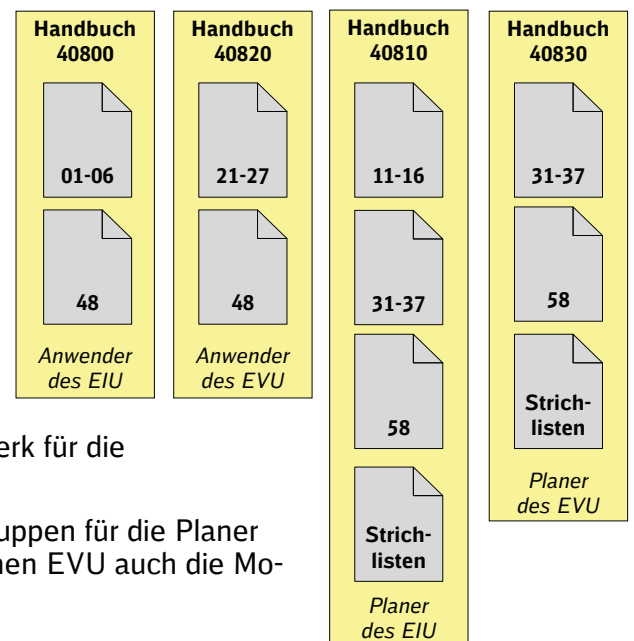 Handbuch
40800
01-06
48
Anwender
des EIU
Handbuch
40820
21-27
48
Anwender
des EVU
Handbuch
40810
11-16
31-37
58
Strich-
listen
Planer
des EIU
Handbuch
40830
31-37
58
Strich-
listen
Planer
des EVU
für die
uppen für die Planer
nen EVU auch die Mo-